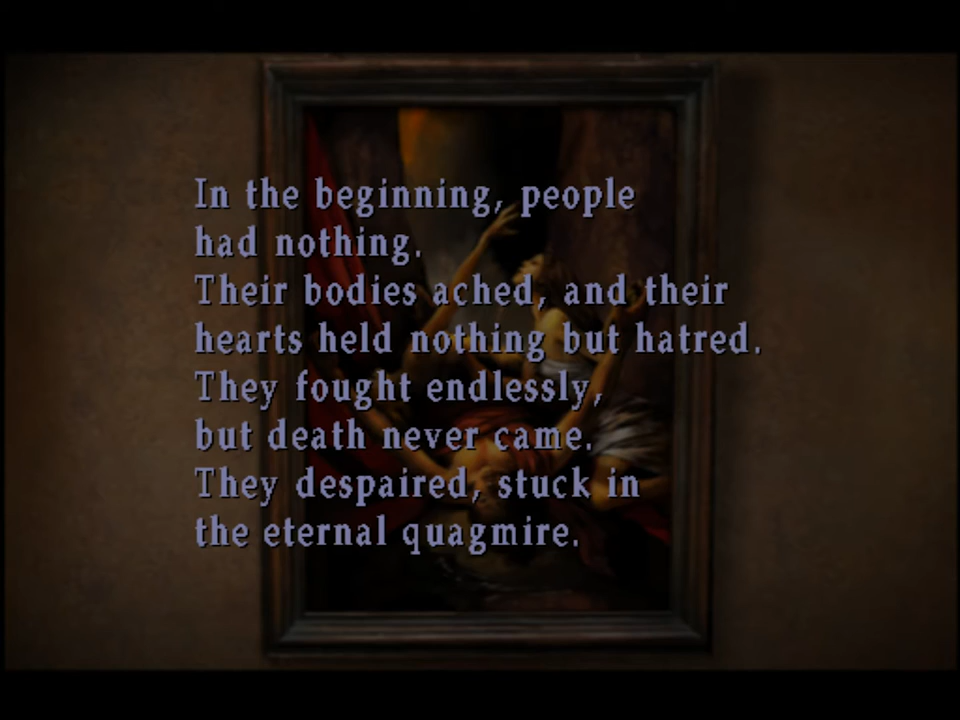 In the beginning, people
had nothing.
Their bodies ached, and their
hearts held nothing but hatred.
They fought endlessly,
but death never came.
They despaired, stuck in
the eternal quagmire.